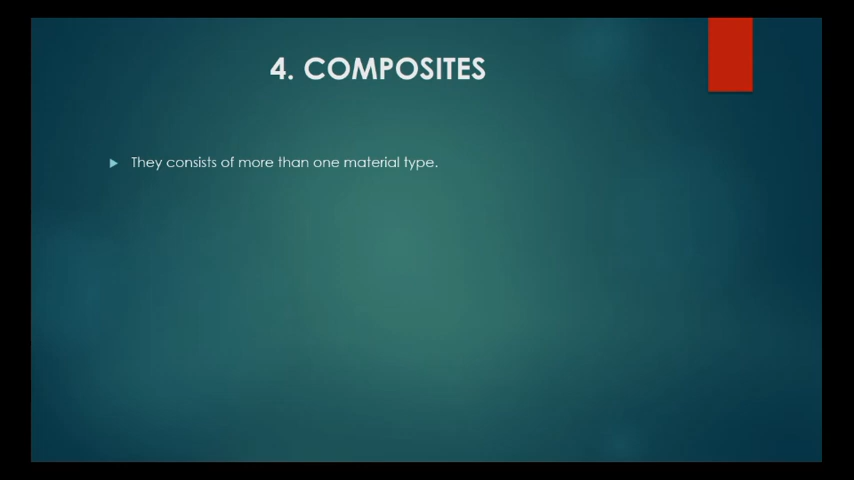 4. COMPOSITES
They consists of more than one material type.